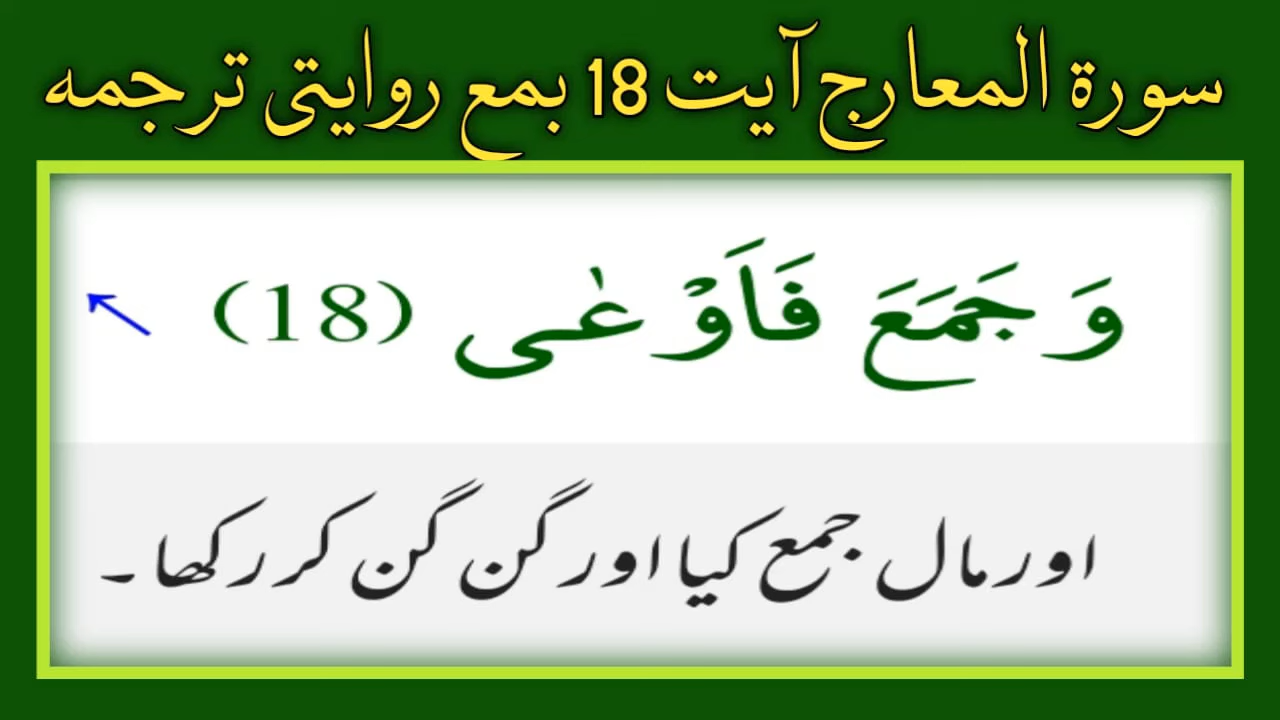 سورۃ المعارج آیت 18 بمع روایتی ترجمہ
وَ جَمَعَ فَاَوْعٰى (18)
اور مال جمع کیا اور گن گن کر رکھا۔